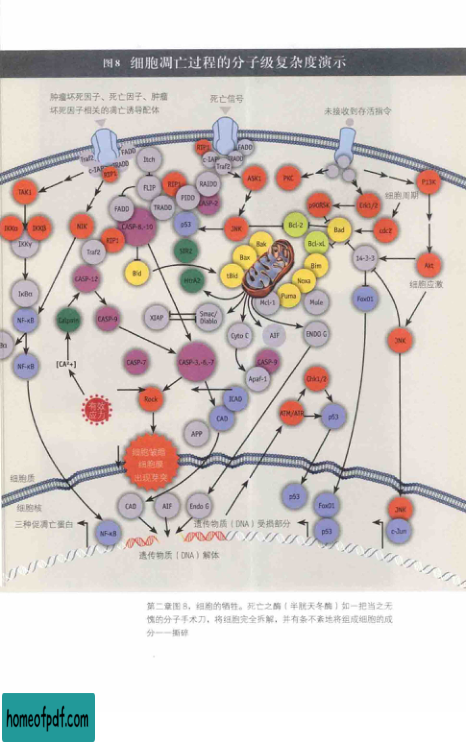 图8 细胞凋亡过程的分子级复杂度演示
肿瘤坏死因子、死亡因子、肿瘤
坏死因子相关的凋亡诱导配体
死亡信号
未接收到存活指令
Traf2
FADD
c-IAP
TRADD
RIP1
Itch
RIP1
FADD
c-IAP
Traf2
TAK1
FLIP
RIP1
RAIDD
ASK1
PKC
PI3K
细胞周期
FADD
TRADD
PIDD
CASP-2
p90RSK
Erk1/2
IKKα
IKKβ
NIK
CASP-8,-10
p53
JNK
Bcl-2
Bad
cdc2
IKKγ
RIP1
Bak
Bcl-xL
Traf2
Bid
tBid
Bax
Bim
14-3-3
Akt
CASP-12
HtrA2
Noxa
细胞应激
IκBα
Puma
Mcl-1
Mule
FoxO1
NF-κB
Calpain
CASP-9
XIAP
Smac/
Diablo
Cyto C
AIF
ENDO G
JNK
NF-κB
[CA²+]
CASP-7
CASP-3,-6,-7
CASP-9
Apaf-1
Chk1/2
Rock
ICAD
CAD
ATM/ATR
p53
APP
细胞皱缩
细胞膜
出现芽突
细胞质
细胞核
三种促凋亡蛋白
NF-κB
CAD
AIF
Endo G
p53
FoxO1
JNK
遗传物质（DNA）受损部分
p53
c-Jun
遗传物质（DNA）解体
第二章图 8，细胞的牺牲。死亡之酶（半胱天冬酶）如一把当之无
愧的分子手术刀，将细胞完全拆解，并有条不紊地将组成细胞的成
分一一撕碎
homeofpdf.com